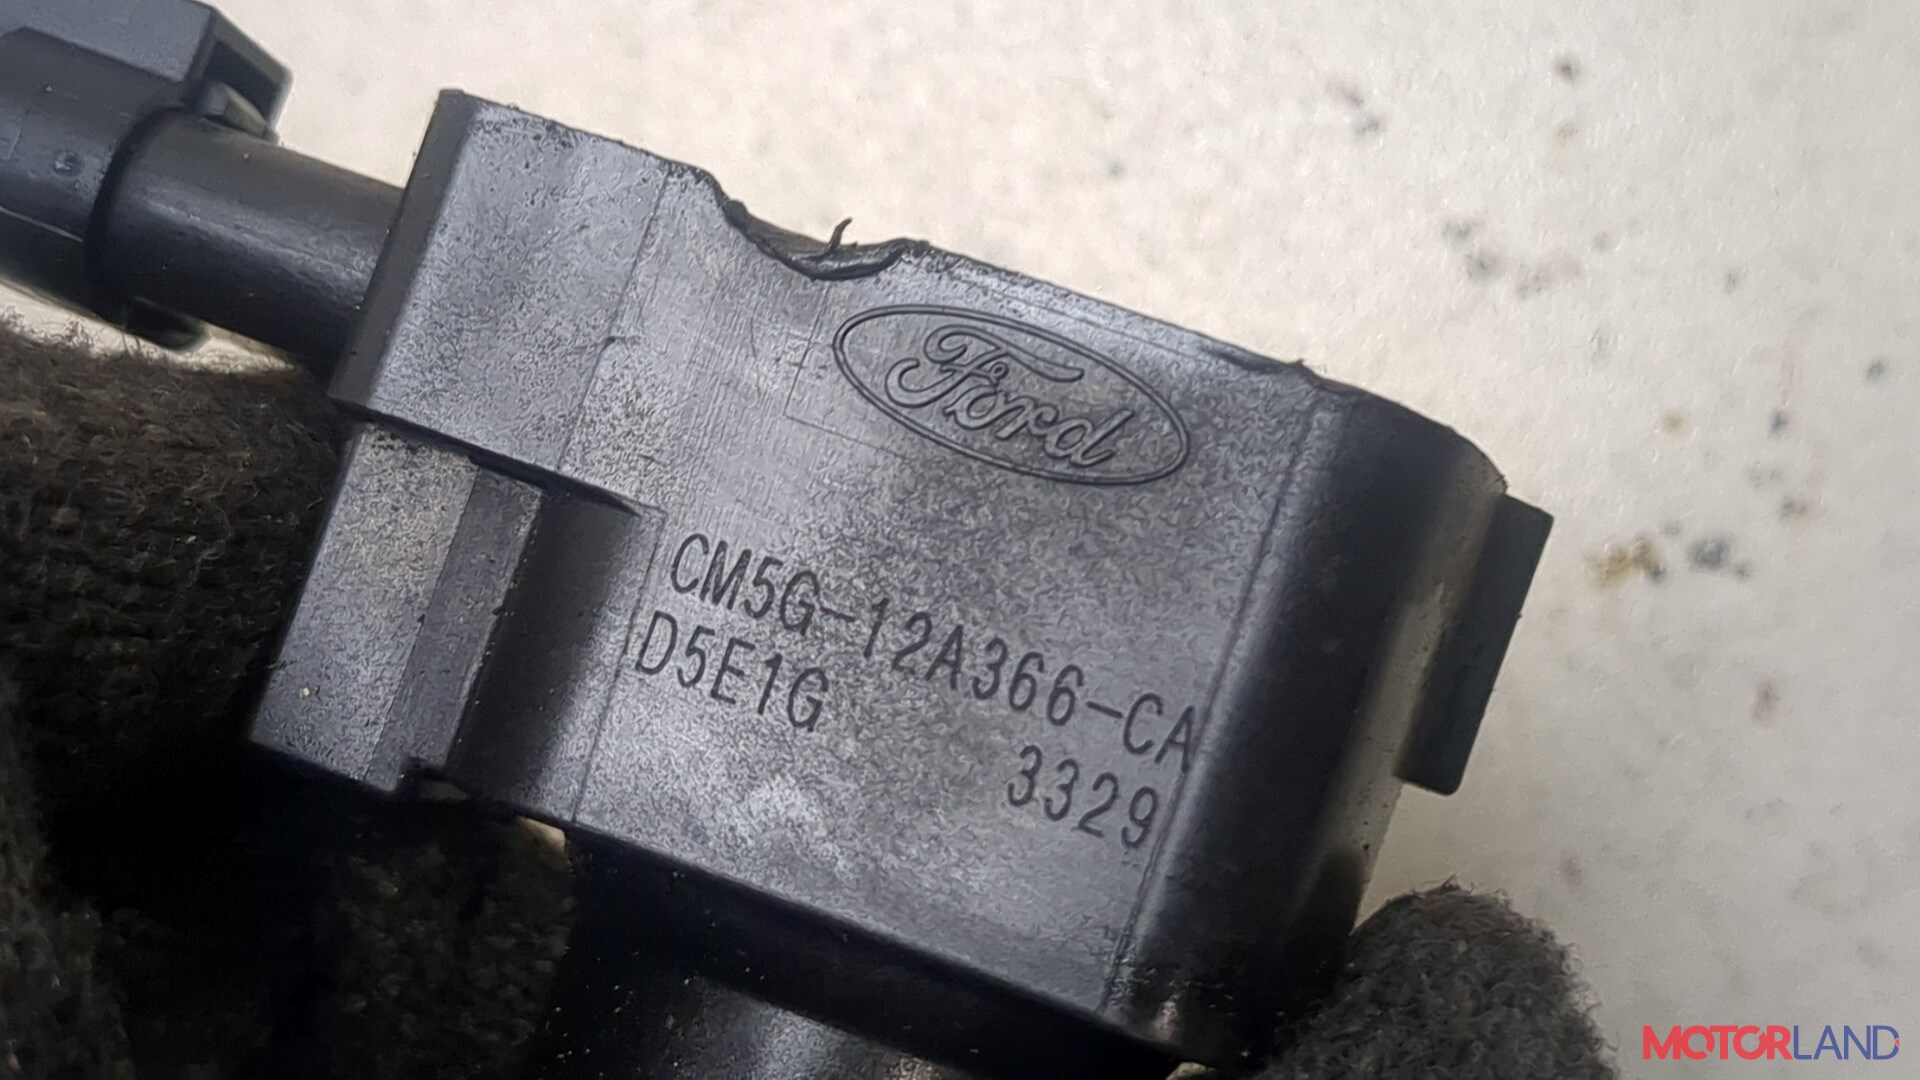 Ford
CM5G-12A366-CA
D5E1G
3329
MOTORLAND